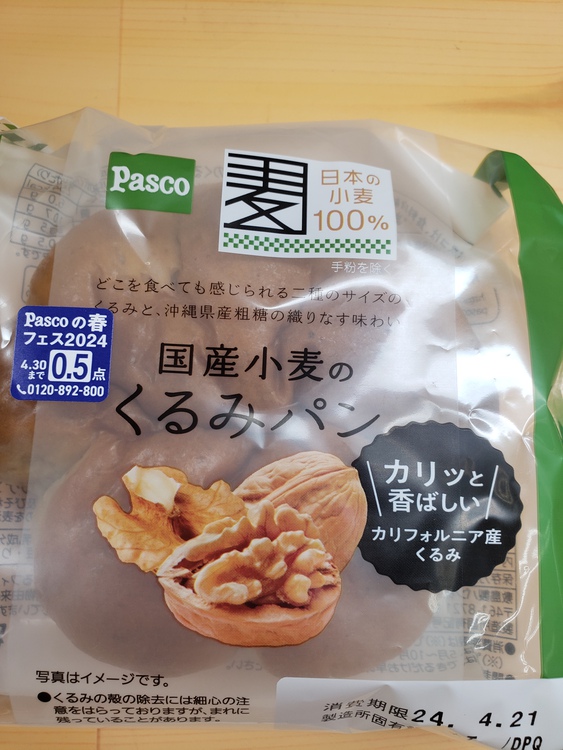 Pasco
麦
日本の
小麦
100%
手粉を除く
どこを食べても感じられる二種のサイズの
くるみと、沖縄県産粗糖の織りなす味わい
Pascoの春
フェス2024
4.30
まで
0.5点
0120-892-800
国産小麦の
くるみパン
カリッと
香ばしい
カリフォルニア産
くるみ
写真はイメージです。
●くるみの殻の除去には細心の注
意をはらっておりますが、まれに
残っていることがあります。
消費期限 24. 4.21
製造所固有
/DPQ